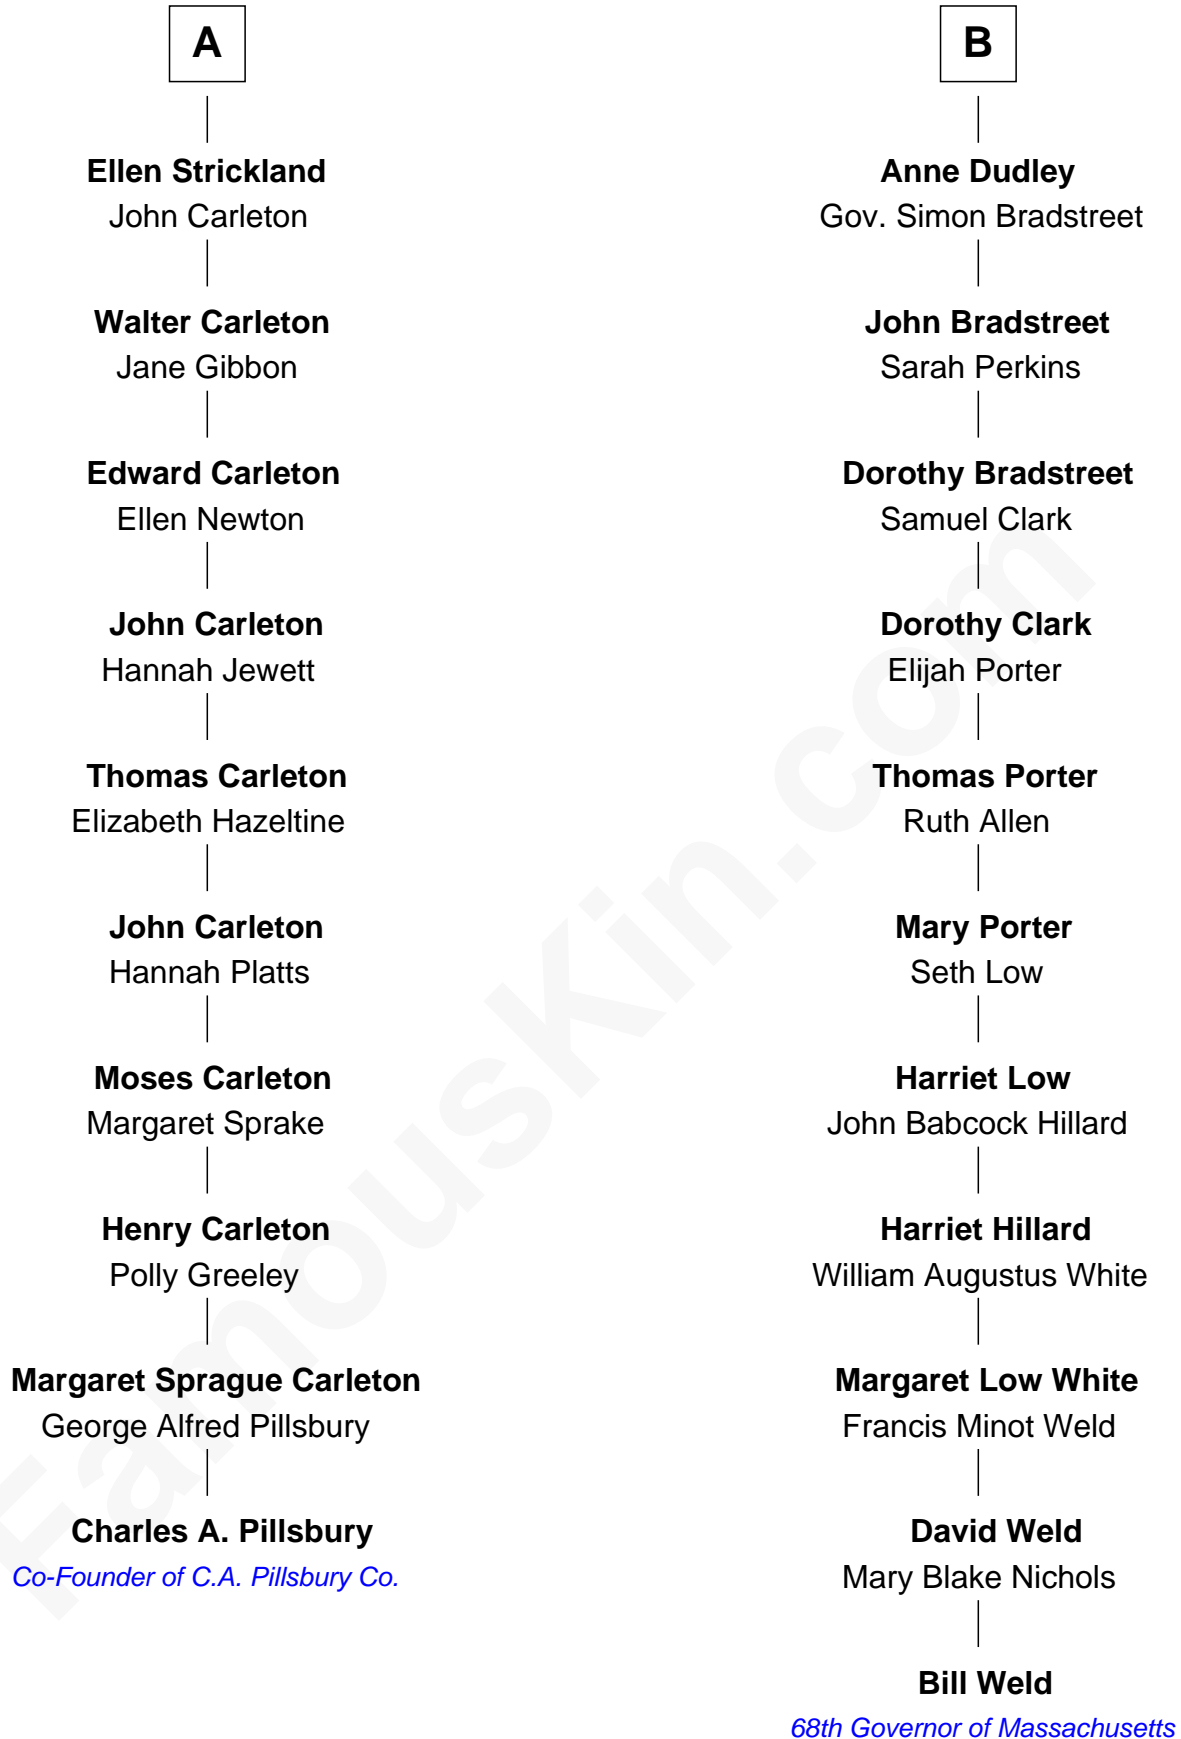 A
Ellen Strickland
John Carleton
Walter Carleton
Jane Gibbon
Edward Carleton
Ellen Newton
John Carleton
Hannah Jewett
Thomas Carleton
Elizabeth Hazeltine
John Carleton
Hannah Platts
Moses Carleton
Margaret Sprake
Henry Carleton
Polly Greeley
Margaret Sprague Carleton
George Alfred Pillsbury
Charles A. Pillsbury
Co-Founder of C.A. Pillsbury Co.
B
Anne Dudley
Gov. Simon Bradstreet
John Bradstreet
Sarah Perkins
Dorothy Bradstreet
Samuel Clark
Dorothy Clark
Elijah Porter
Thomas Porter
Ruth Allen
Mary Porter
Seth Low
Harriet Low
John Babcock Hillard
Harriet Hillard
William Augustus White
Margaret Low White
Francis Minot Weld
David Weld
Mary Blake Nichols
Bill Weld
68th Governor of Massachusetts
FamousKin.com